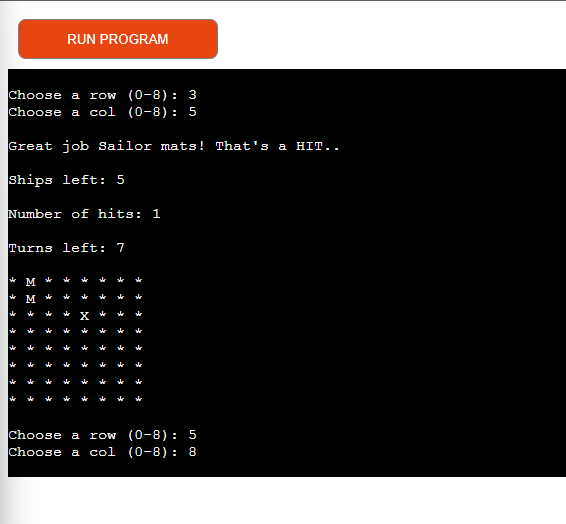 RUN PROGRAM
Choose a row (0-8): 3
Choose a col (0-8): 5
Great job Sailor mats! That's a HIT..
Ships left: 5
Number of hits: 1
Turns left: 7
* M * * * * * *
* M * * * * * *
* * * * X * * *
* * * * * * * *
* * * * * * * *
* * * * * * * *
* * * * * * * *
* * * * * * * *
Choose a row (0-8): 5
Choose a col (0-8): 8